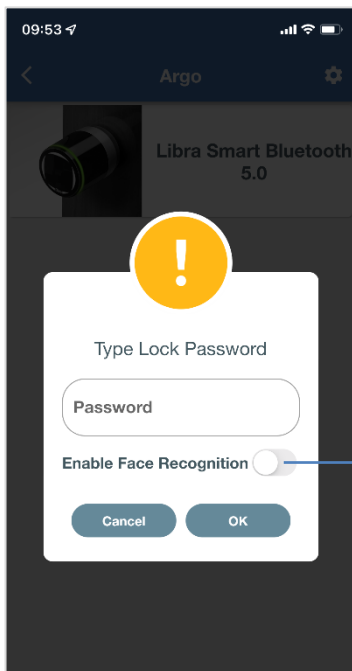 09:53
Argo
Libra Smart Bluetooth
5.0
!
Type Lock Password
Password
Enable Face Recognition
Cancel
OK